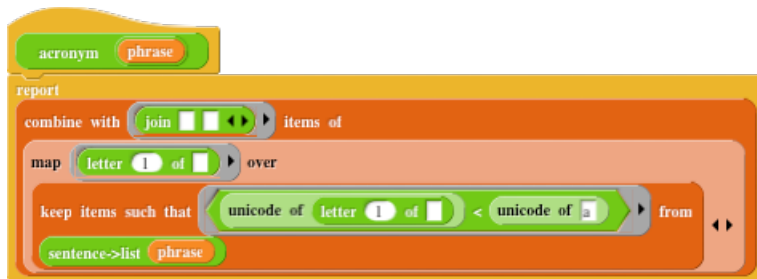 acronym phrase
report
combine with join items of
map letter 1 of over
keep items such that unicode of letter 1 of < unicode of a from
sentence->list phrase